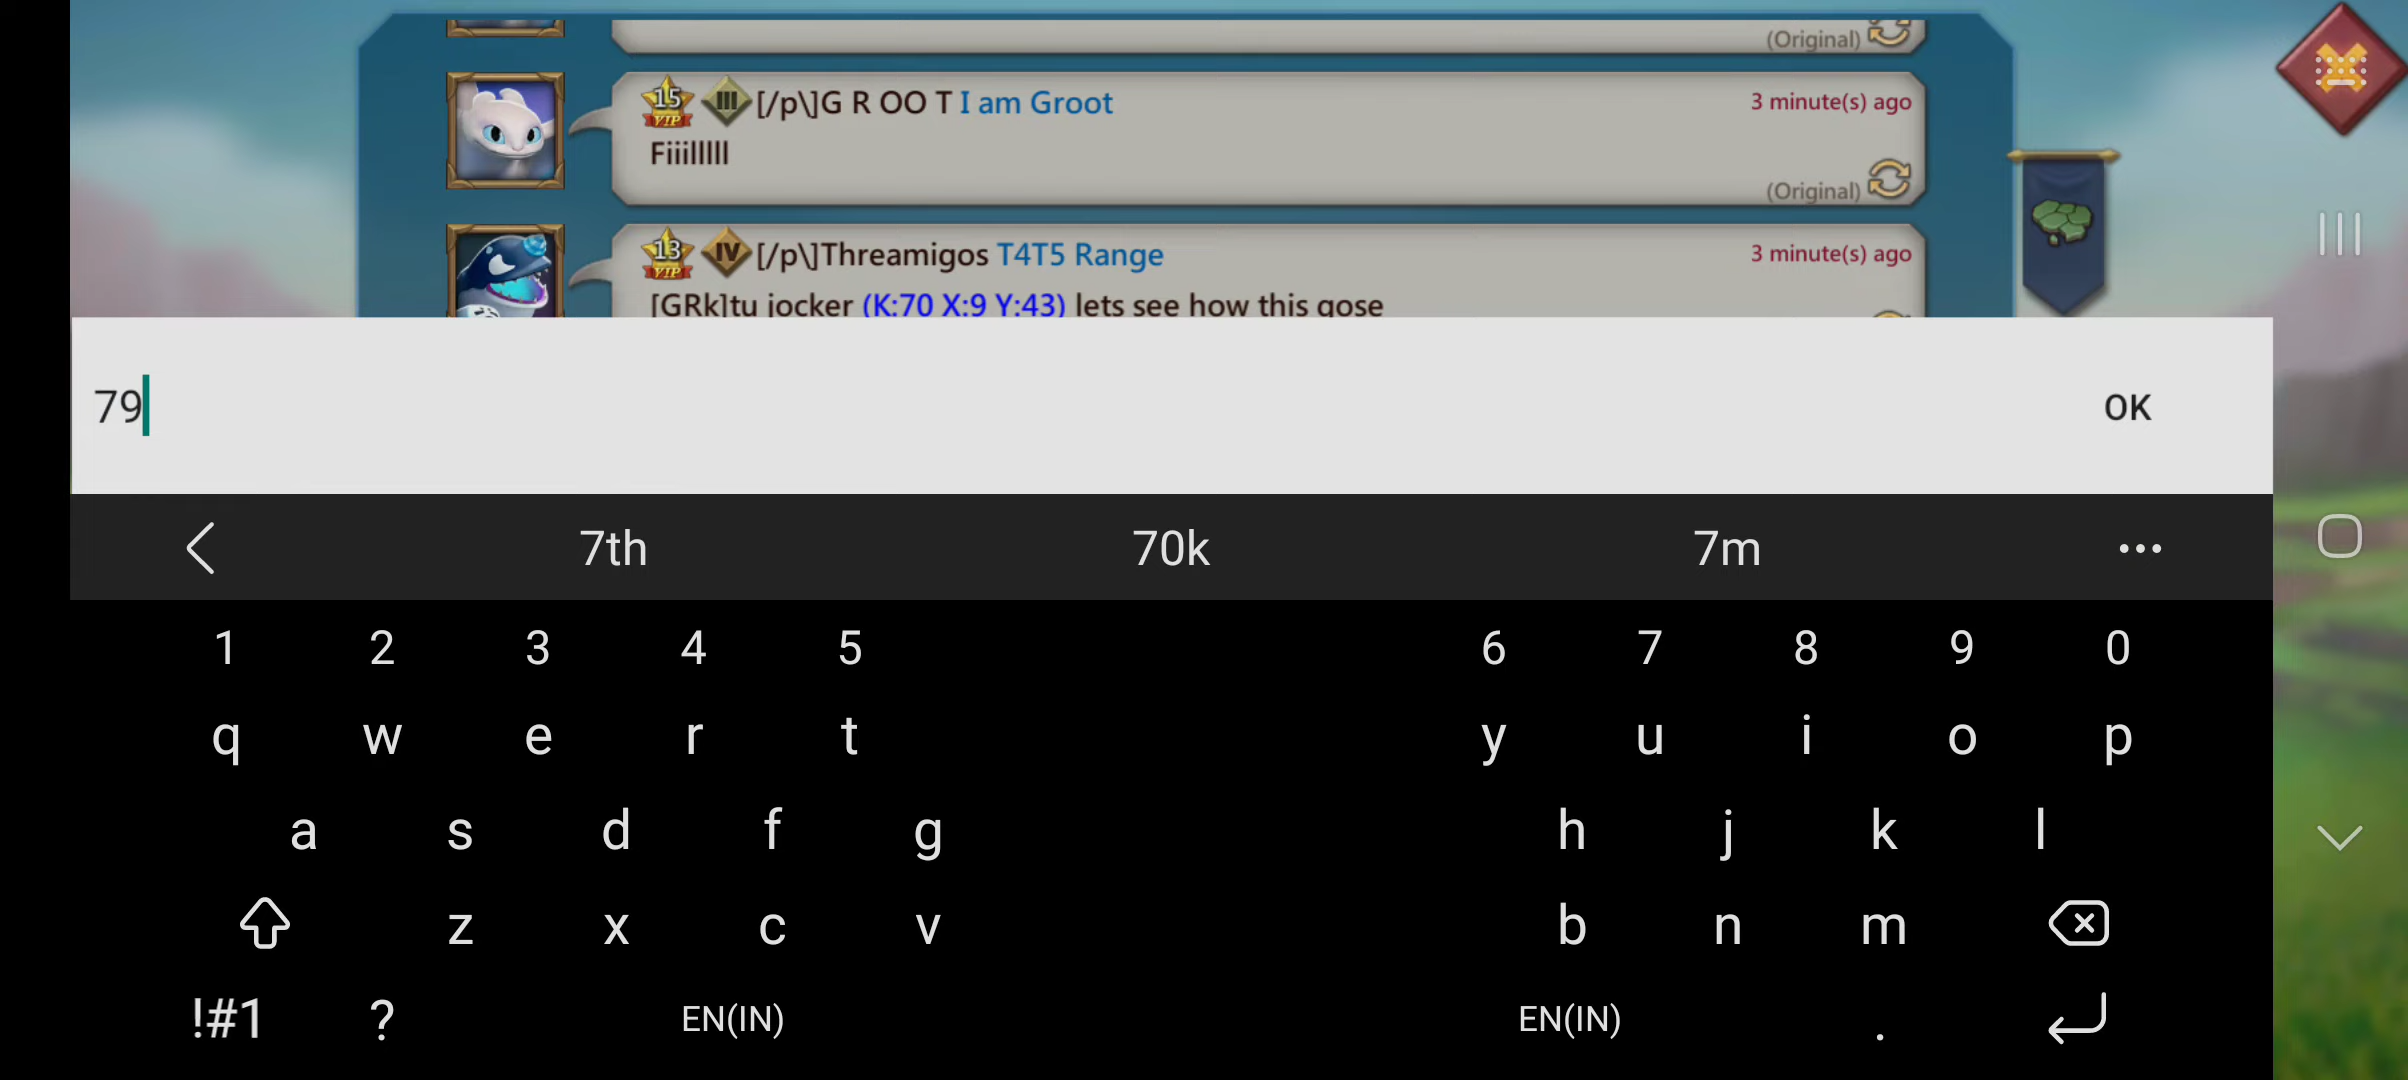 (Original)
15 VIP III [/p\]G R OO T I am Groot 3 minute(s) ago
Fiiilllll
(Original)
13 VIP IV [/p\]Threamigos T4T5 Range 3 minute(s) ago
[GRk]tu jocker (K:70 X:9 Y:43) lets see how this gose
79 OK
7th 70k 7m ...
1 2 3 4 5 6 7 8 9 0
q w e r t y u i o p
a s d f g h j k l
z x c v b n m
!#1 ? EN(IN) EN(IN) .